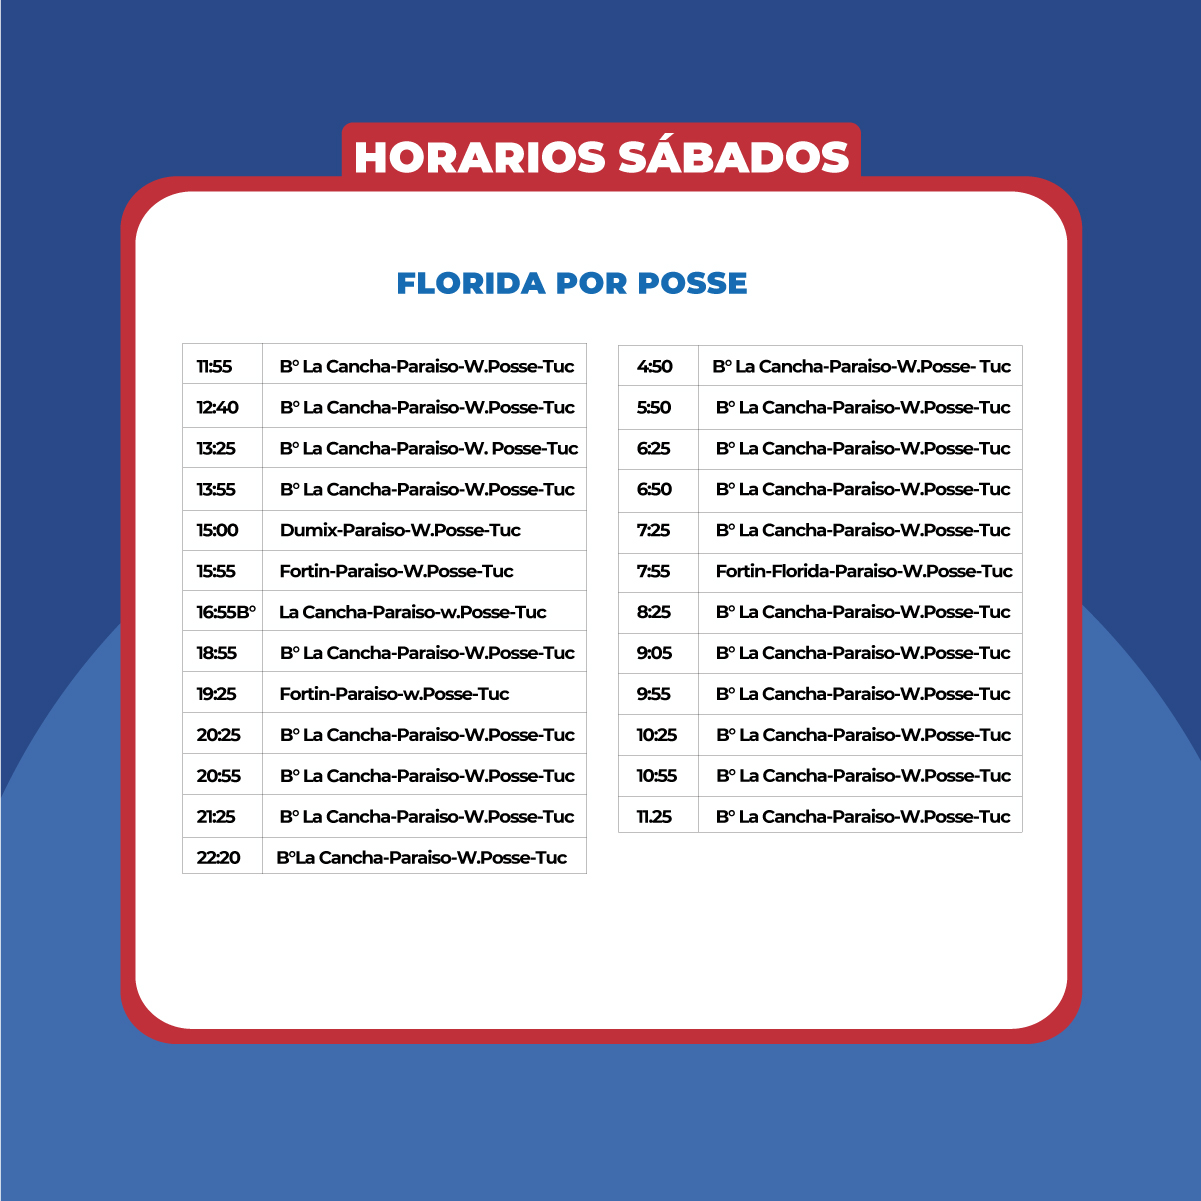 HORARIOS SÁBADOS
FLORIDA POR POSSE
11:55 B° La Cancha-Paraiso-W.Posse-Tuc
12:40 B° La Cancha-Paraiso-W.Posse-Tuc
13:25 B° La Cancha-Paraiso-W. Posse-Tuc
13:55 B° La Cancha-Paraiso-W.Posse-Tuc
15:00 Dumix-Paraiso-W.Posse-Tuc
15:55 Fortin-Paraiso-W.Posse-Tuc
16:55B° La Cancha-Paraiso-w.Posse-Tuc
18:55 B° La Cancha-Paraiso-W.Posse-Tuc
19:25 Fortin-Paraiso-w.Posse-Tuc
20:25 B° La Cancha-Paraiso-W.Posse-Tuc
20:55 B° La Cancha-Paraiso-W.Posse-Tuc
21:25 B° La Cancha-Paraiso-W.Posse-Tuc
22:20 B°La Cancha-Paraiso-W.Posse-Tuc
4:50 B° La Cancha-Paraiso-W.Posse- Tuc
5:50 B° La Cancha-Paraiso-W.Posse-Tuc
6:25 B° La Cancha-Paraiso-W.Posse-Tuc
6:50 B° La Cancha-Paraiso-W.Posse-Tuc
7:25 B° La Cancha-Paraiso-W.Posse-Tuc
7:55 Fortin-Florida-Paraiso-W.Posse-Tuc
8:25 B° La Cancha-Paraiso-W.Posse-Tuc
9:05 B° La Cancha-Paraiso-W.Posse-Tuc
9:55 B° La Cancha-Paraiso-W.Posse-Tuc
10:25 B° La Cancha-Paraiso-W.Posse-Tuc
10:55 B° La Cancha-Paraiso-W.Posse-Tuc
11.25 B° La Cancha-Paraiso-W.Posse-Tuc